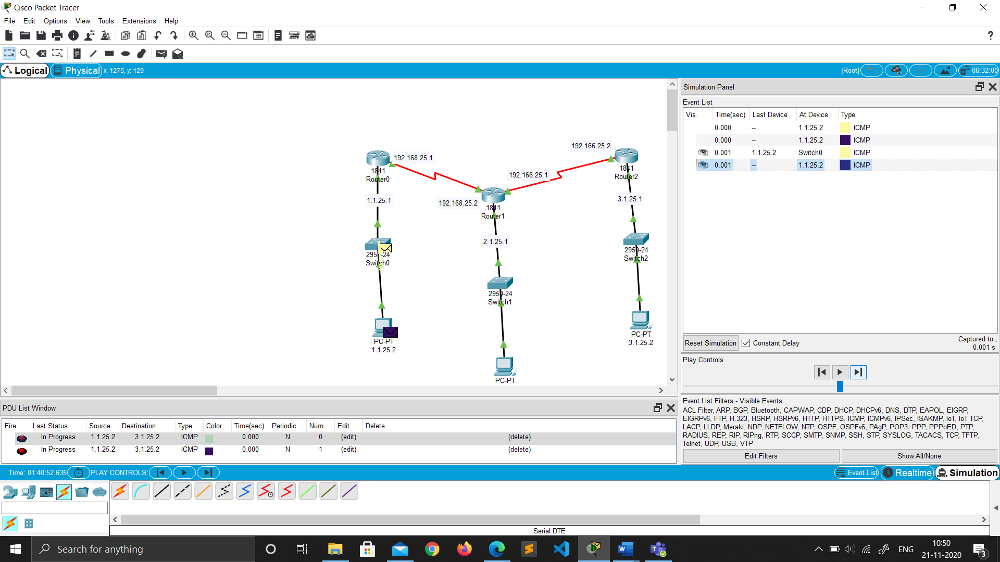 Cisco Packet Tracer
File Edit Options View Tools Extensions Help
Logical Physical x: 1275, y: 129 [Root] 06:32:00
192.168.25.1
1841
Router0
1.1.25.1
2950-24
Switch0
PC-PT
1.1.25.2
192.168.25.2
192.166.25.1
1841
Router1
2.1.25.1
2950-24
Switch1
PC-PT
192.166.25.2
1841
Router2
3.1.25.1
2950-24
Switch2
PC-PT
3.1.25.2
Simulation Panel
Event List
Vis. Time(sec) Last Device At Device Type
0.000 -- 1.1.25.2 ICMP
0.000 -- 1.1.25.2 ICMP
0.001 1.1.25.2 Switch0 ICMP
0.001 -- 1.1.25.2 ICMP
Reset Simulation Constant Delay Captured to:
0.001 s
Play Controls
Event List Filters - Visible Events
ACL Filter, ARP, BGP, Bluetooth, CAPWAP, CDP, DHCP, DHCPv6, DNS, DTP, EAPOL, EIGRP,
EIGRPv6, FTP, H.323, HSRP, HSRPv6, HTTP, HTTPS, ICMP, ICMPv6, IPSec, ISAKMP, IoT, IoT TCP,
LACP, LLDP, Meraki, NDP, NETFLOW, NTP, OSPF, OSPFv6, PAgP, POP3, PPP, PPPoED, PTP,
RADIUS, REP, RIP, RIPng, RTP, SCCP, SMTP, SNMP, SSH, STP, SYSLOG, TACACS, TCP, TFTP,
Telnet, UDP, USB, VTP
Edit Filters Show All/None
PDU List Window
Fire Last Status Source Destination Type Color Time(sec) Periodic Num Edit Delete
In Progress 1.1.25.2 3.1.25.2 ICMP 0.000 N 0 (edit) (delete)
In Progress 1.1.25.2 3.1.25.2 ICMP 0.000 N 1 (edit) (delete)
Time: 01:40:52.635 PLAY CONTROLS: Event List Realtime Simulation
Serial DTE
Search for anything
ENG
10:50
21-11-2020
3